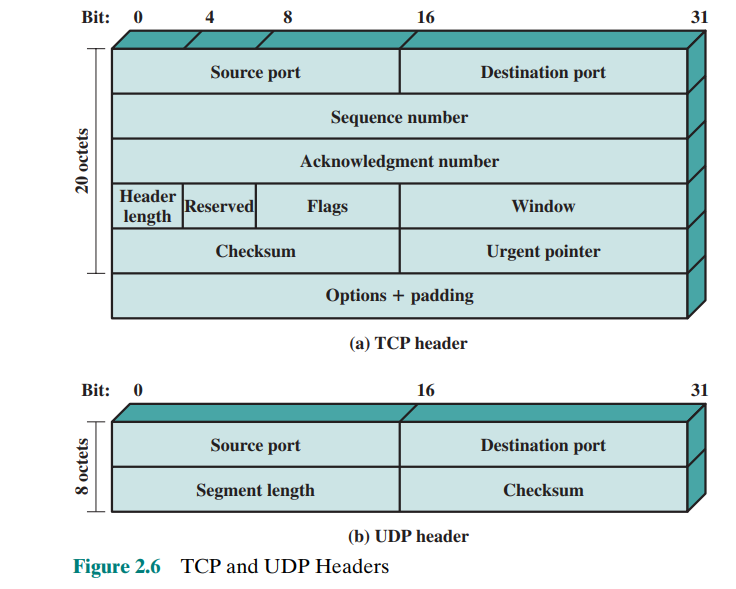 Bit: 0 4 8 16 31
Source port Destination port
Sequence number
Acknowledgment number
20 octets
Header length Reserved Flags Window
Checksum Urgent pointer
Options + padding
(a) TCP header
Bit: 0 16 31
Source port Destination port
8 octets
Segment length Checksum
(b) UDP header
Figure 2.6 TCP and UDP Headers